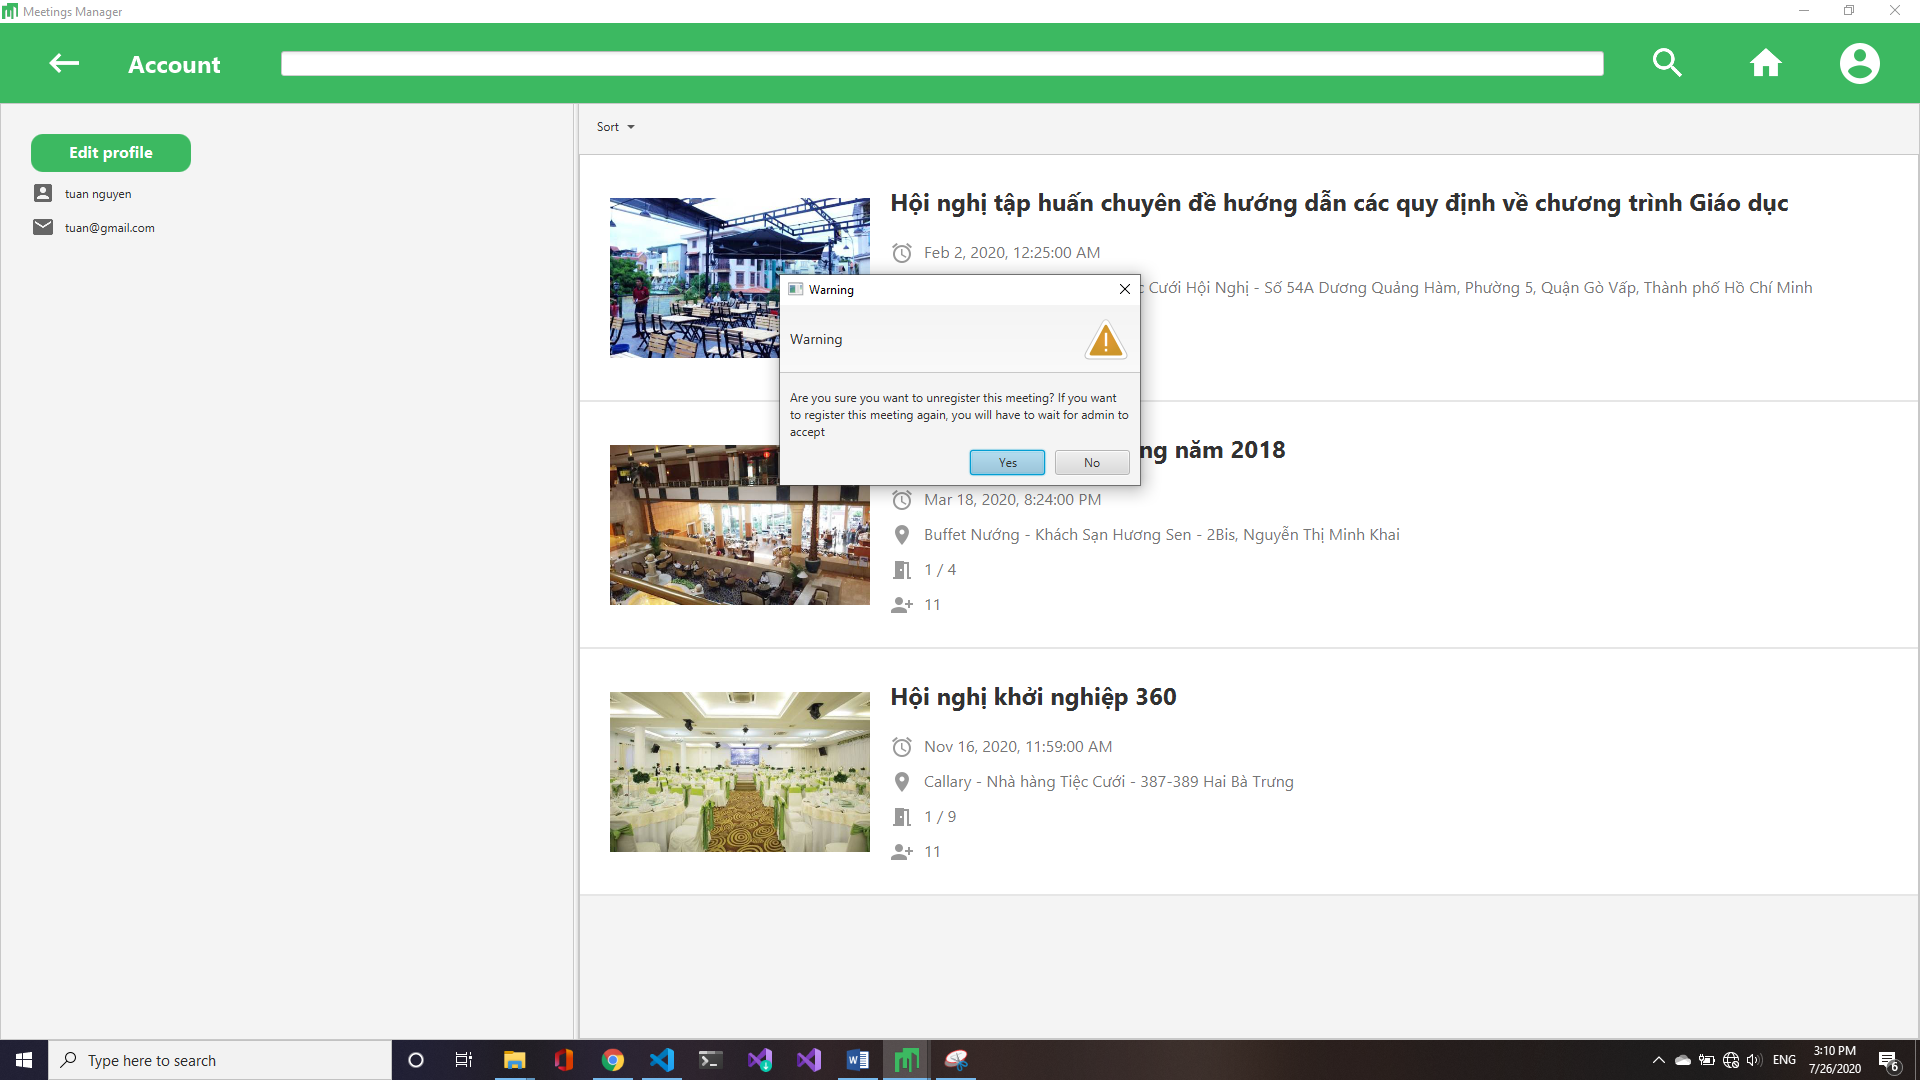 Meetings Manager
Account
Edit profile
tuan nguyen
tuan@gmail.com
Sort
Hội nghị tập huấn chuyên đề hướng dẫn các quy định về chương trình Giáo dục
Feb 2, 2020, 12:25:00 AM
Cưới Hội Nghị - Số 54A Dương Quảng Hàm, Phường 5, Quận Gò Vấp, Thành phố Hồ Chí Minh
Warning
Warning
Are you sure you want to unregister this meeting? If you want
to register this meeting again, you will have to wait for admin to
accept
Yes
No
ng năm 2018
Mar 18, 2020, 8:24:00 PM
Buffet Nướng - Khách Sạn Hương Sen - 2Bis, Nguyễn Thị Minh Khai
1 / 4
11
Hội nghị khởi nghiệp 360
Nov 16, 2020, 11:59:00 AM
Callary - Nhà hàng Tiệc Cưới - 387-389 Hai Bà Trưng
1 / 9
11
Type here to search
ENG
3:10 PM
7/26/2020
6